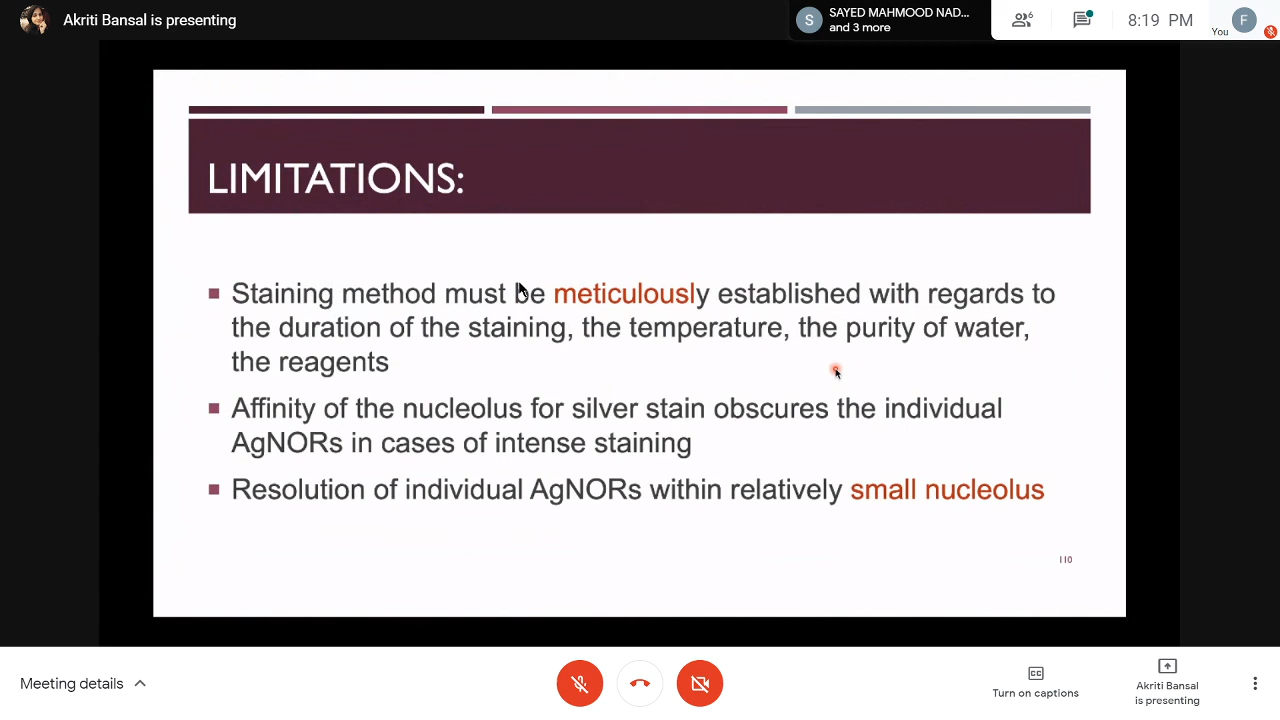 Akriti Bansal is presenting
S
SAYED MAHMOOD NAD...
and 3 more
6
8:19 PM
You
F
LIMITATIONS:
Staining method must be meticulously established with regards to
the duration of the staining, the temperature, the purity of water,
the reagents
Affinity of the nucleolus for silver stain obscures the individual
AgNORs in cases of intense staining
Resolution of individual AgNORs within relatively small nucleolus
110
Meeting details
CC
Turn on captions
Akriti Bansal
is presenting